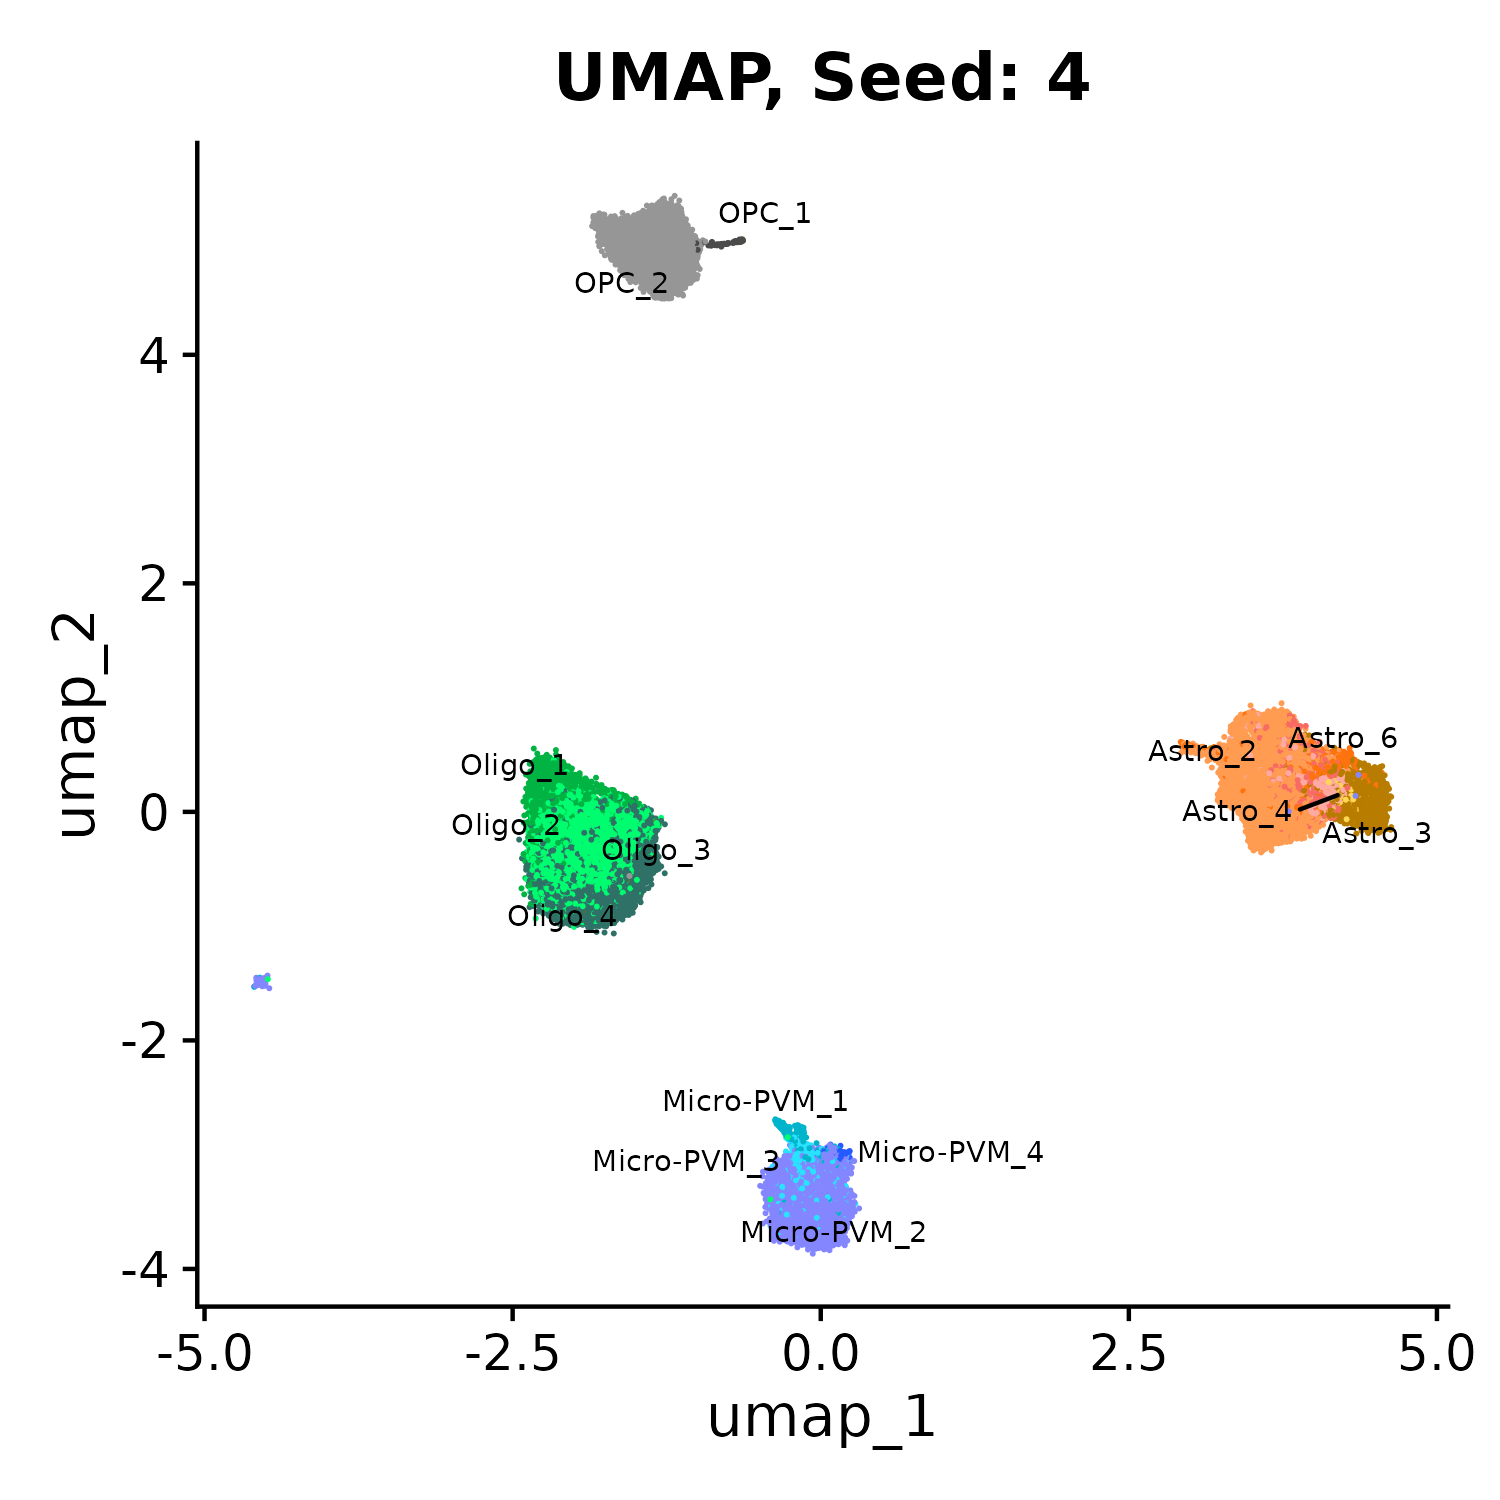 UMAP, Seed: 4
OPC_1
OPC_2
4
2
0
-2
-4
umap_2
Astro_6
Astro_2
Astro_4
Astro_3
Oligo_1
Oligo_2
Oligo_3
Oligo_4
Micro-PVM_1
Micro-PVM_4
Micro-PVM_3
Micro-PVM_2
-5.0
-2.5
0.0
2.5
5.0
umap_1